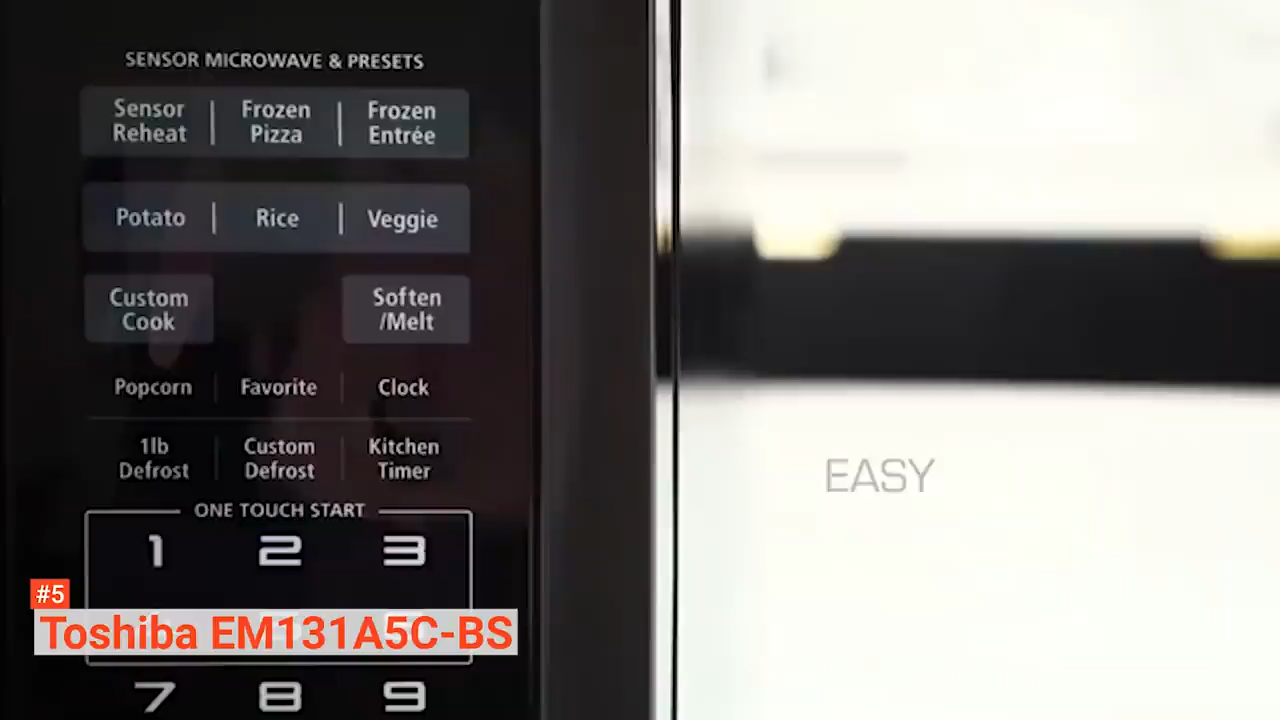 SENSOR MICROWAVE & PRESETS
Sensor Reheat | Frozen Pizza | Frozen Entrée
Potato | Rice | Veggie
Custom Cook
Soften /Melt
Popcorn | Favorite | Clock
1lb Defrost | Custom Defrost | Kitchen Timer
ONE TOUCH START
1 2 3
EASY
#5
Toshiba EM131A5C-BS
7 8 9